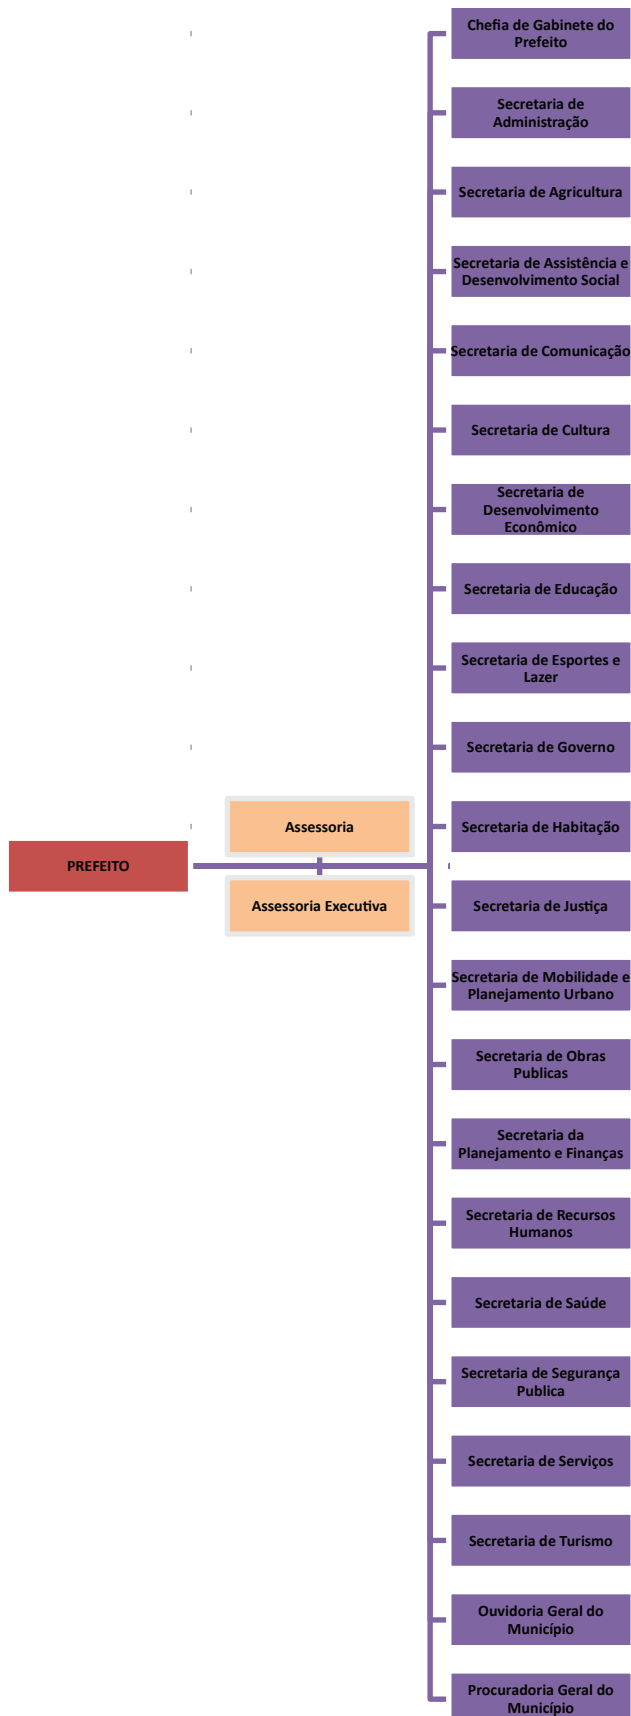 Chefia de Gabinete do
Prefeito
Secretaria de
Administração
Secretaria de Agricultura
Secretaria de Assistência e
Desenvolvimento Social
Secretaria de Comunicação
Secretaria de Cultura
Secretaria de
Desenvolvimento
Econômico
Secretaria de Educação
Secretaria de Esportes e
Lazer
Secretaria de Governo
Assessoria
Secretaria de Habitação
PREFEITO
Assessoria Executiva
Secretaria de Justiça
Secretaria de Mobilidade e
Planejamento Urbano
Secretaria de Obras
Publicas
Secretaria da
Planejamento e Finanças
Secretaria de Recursos
Humanos
Secretaria de Saúde
Secretaria de Segurança
Publica
Secretaria de Serviços
Secretaria de Turismo
Ouvidoria Geral do
Município
Procuradoria Geral do
Município